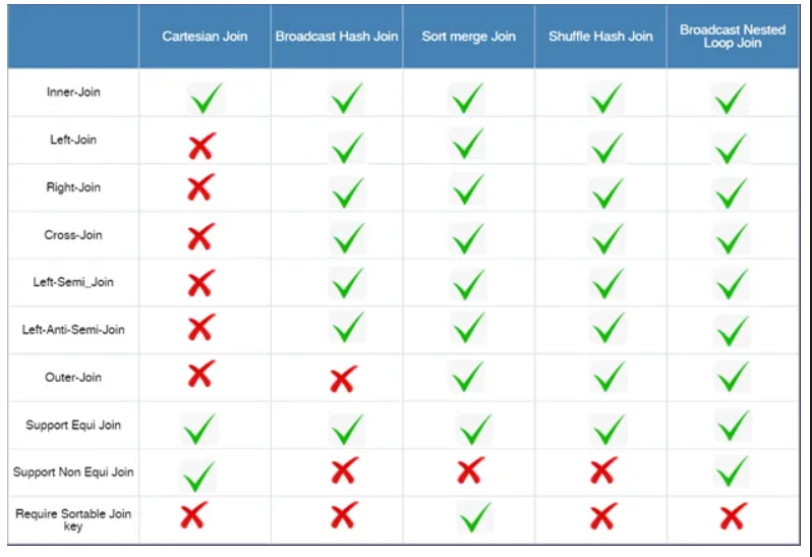 Cartesian Join
Broadcast Hash Join
Sort merge Join
Shuffle Hash Join
Broadcast Nested
Loop Join
Inner-Join
Left-Join
Right-Join
Cross-Join
Left-Semi_Join
Left-Anti-Semi-Join
Outer-Join
Support Equi Join
Support Non Equi Join
Require Sortable Join
key